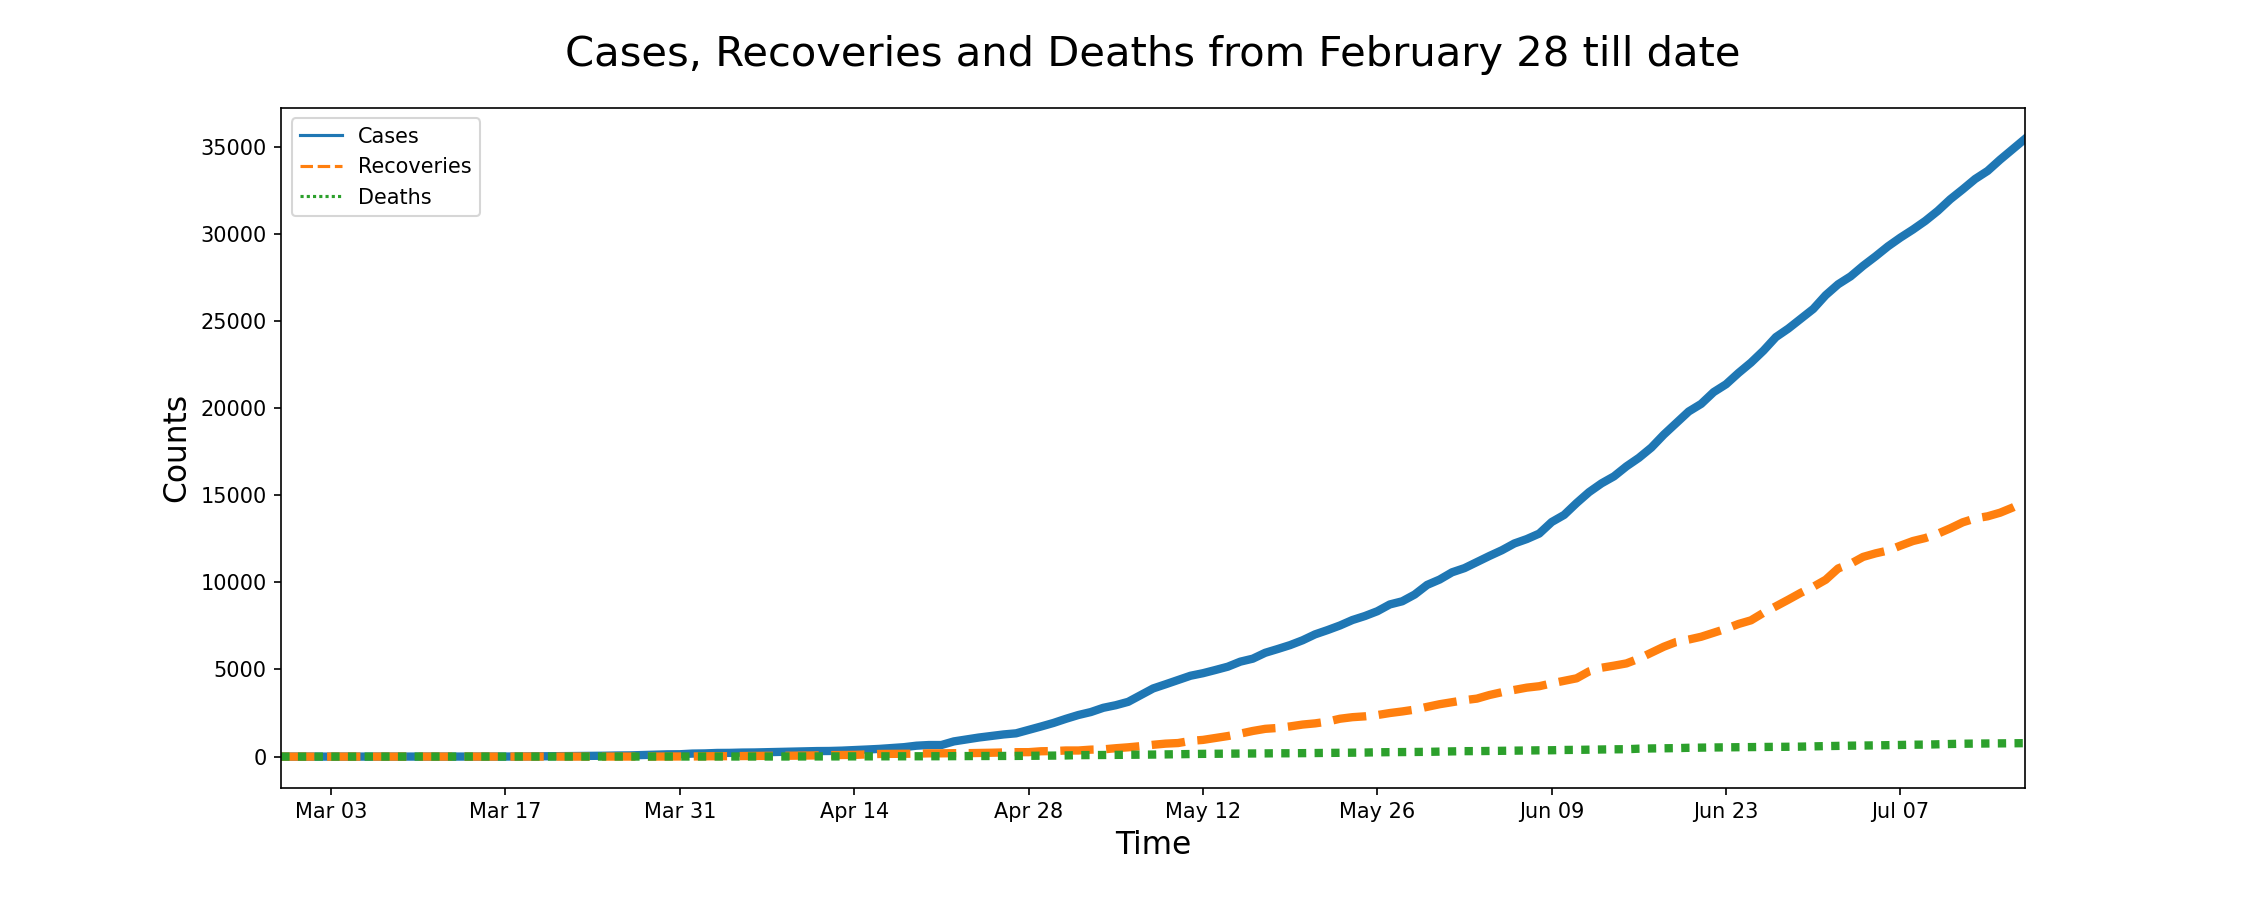 Cases, Recoveries and Deaths from February 28 till date
Cases
Recoveries
Deaths
35000
30000
25000
20000
15000
10000
5000
0
Counts
Mar 03 Mar 17 Mar 31 Apr 14 Apr 28 May 12 May 26 Jun 09 Jun 23 Jul 07
Time